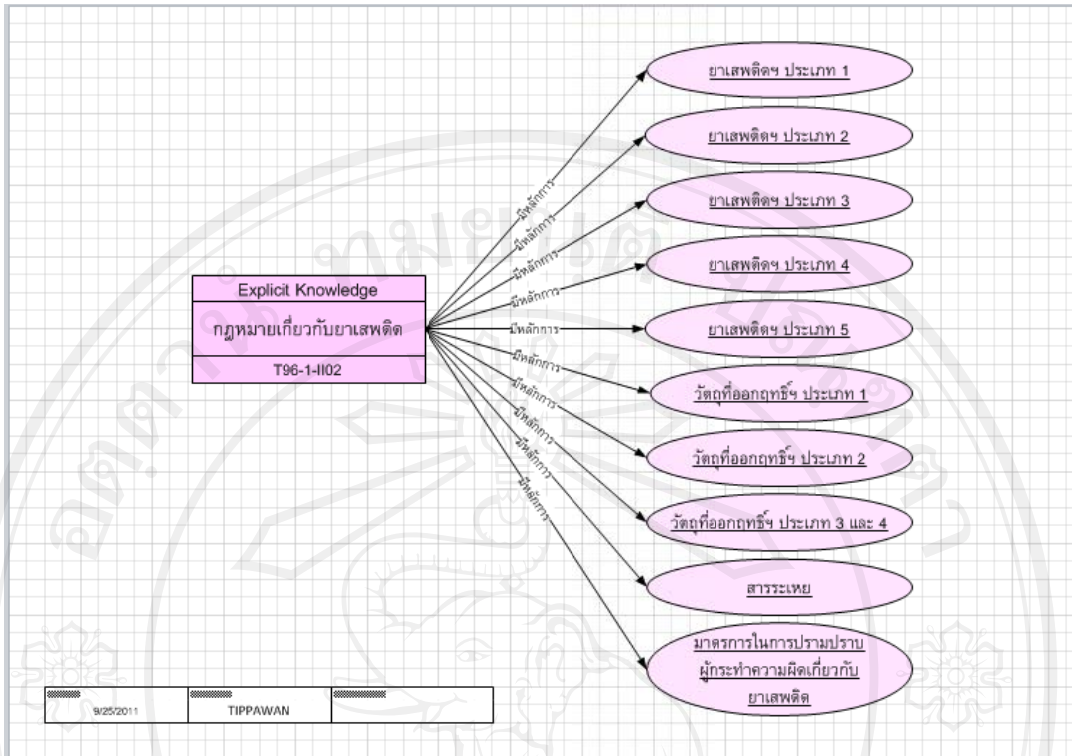 Explicit Knowledge
กฎหมายเกี่ยวกับยาเสพติด
T96-1-II02
มีหลักการ
มีหลักการ
มีหลักการ
มีหลักการ
มีหลักการ
มีหลักการ
มีหลักการ
มีหลักการ
มีหลักการ
มีหลักการ
ยาเสพติดฯ ประเภท 1
ยาเสพติดฯ ประเภท 2
ยาเสพติดฯ ประเภท 3
ยาเสพติดฯ ประเภท 4
ยาเสพติดฯ ประเภท 5
วัตถุที่ออกฤทธิ์ฯ ประเภท 1
วัตถุที่ออกฤทธิ์ฯ ประเภท 2
วัตถุที่ออกฤทธิ์ฯ ประเภท 3 และ 4
สารระเหย
มาตรการในการปรามปราบ
ผู้กระทำความผิดเกี่ยวกับ
ยาเสพติด
9/25/2011
TIPPAWAN